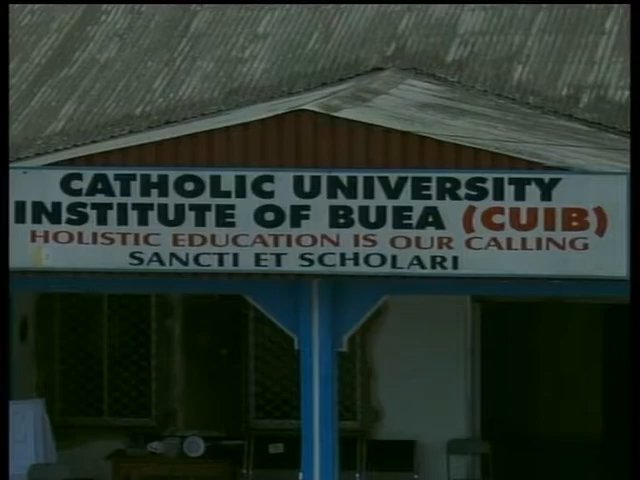 CATHOLIC UNIVERSITY
INSTITUTE OF BUEA (CUIB)
HOLISTIC EDUCATION IS OUR CALLING
SANCTI ET SCHOLARI